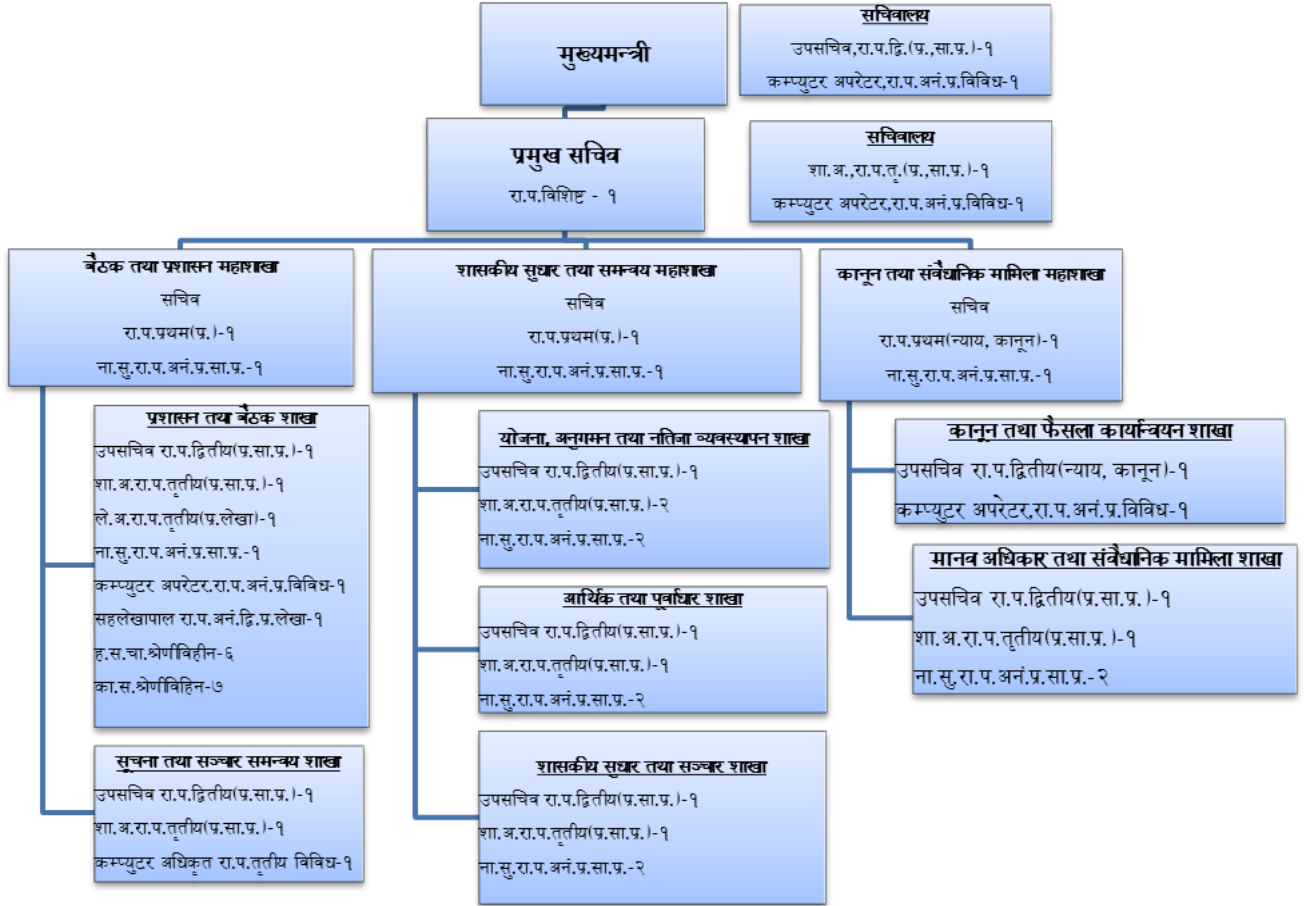 मुख्यमन्त्री
सचिवालय
उपसचिव,रा.प.द्वि.(प्र.,सा.प्र.)-१
कम्प्युटर अपरेटर,रा.प.अनं.प्र.विविध-१
प्रमुख सचिव
रा.प.विशिष्ट - १
सचिवालय
शा.अ.,रा.प.तृ.(प्र.,सा.प्र.)-१
कम्प्युटर अपरेटर,रा.प.अनं.प्र.विविध-१
बैठक तथा प्रशासन महाशाखा
सचिव
रा.प.प्रथम(प्र.)-१
ना.सु.रा.प.अनं.प्र.सा.प्र.-१
प्रशासन तथा बैठक शाखा
उपसचिव रा.प.द्वितीय(प्र.सा.प्र.)-१
शा.अ.रा.प.तृतीय(प्र.सा.प्र.)-१
ले.अ.रा.प.तृतीय(प्र.लेखा)-१
ना.सु.रा.प.अनं.प्र.सा.प्र.-१
कम्प्युटर अपरेटर,रा.प.अनं.प्र.विविध-१
सहलेखापाल रा.प.अनं.द्वि.प्र.लेखा-१
ह.स.चा.श्रेणीविहीन-६
का.स.श्रेणीविहिन-७
सूचना तथा सञ्चार समन्वय शाखा
उपसचिव रा.प.द्वितीय(प्र.सा.प्र.)-१
शा.अ.रा.प.तृतीय(प्र.सा.प्र.)-१
कम्प्युटर अधिकृत रा.प.तृतीय विविध-१
शासकीय सुधार तथा समन्वय महाशाखा
सचिव
रा.प.प्रथम(प्र.)-१
ना.सु.रा.प.अनं.प्र.सा.प्र.-१
योजना, अनुगमन तथा नतिजा व्यवस्थापन शाखा
उपसचिव रा.प.द्वितीय(प्र.सा.प्र.)-१
शा.अ.रा.प.तृतीय(प्र.सा.प्र.)-२
ना.सु.रा.प.अनं.प्र.सा.प्र.-२
आर्थिक तथा पूर्वाधार शाखा
उपसचिव रा.प.द्वितीय(प्र.सा.प्र.)-१
शा.अ.रा.प.तृतीय(प्र.सा.प्र.)-१
ना.सु.रा.प.अनं.प्र.सा.प्र.-२
शासकीय सुधार तथा सञ्चार शाखा
उपसचिव रा.प.द्वितीय(प्र.सा.प्र.)-१
शा.अ.रा.प.तृतीय(प्र.सा.प्र.)-१
ना.सु.रा.प.अनं.प्र.सा.प्र.-२
कानून तथा संवैधानिक मामिला महाशाखा
सचिव
रा.प.प्रथम(न्याय, कानून)-१
ना.सु.रा.प.अनं.प्र.सा.प्र.-१
कानून तथा फैसला कार्यान्वयन शाखा
उपसचिव रा.प.द्वितीय(न्याय, कानून)-१
कम्प्युटर अपरेटर,रा.प.अनं.प्र.विविध-१
मानव अधिकार तथा संवैधानिक मामिला शाखा
उपसचिव रा.प.द्वितीय(प्र.सा.प्र.)-१
शा.अ.रा.प.तृतीय(प्र.सा.प्र.)-१
ना.सु.रा.प.अनं.प्र.सा.प्र.-२